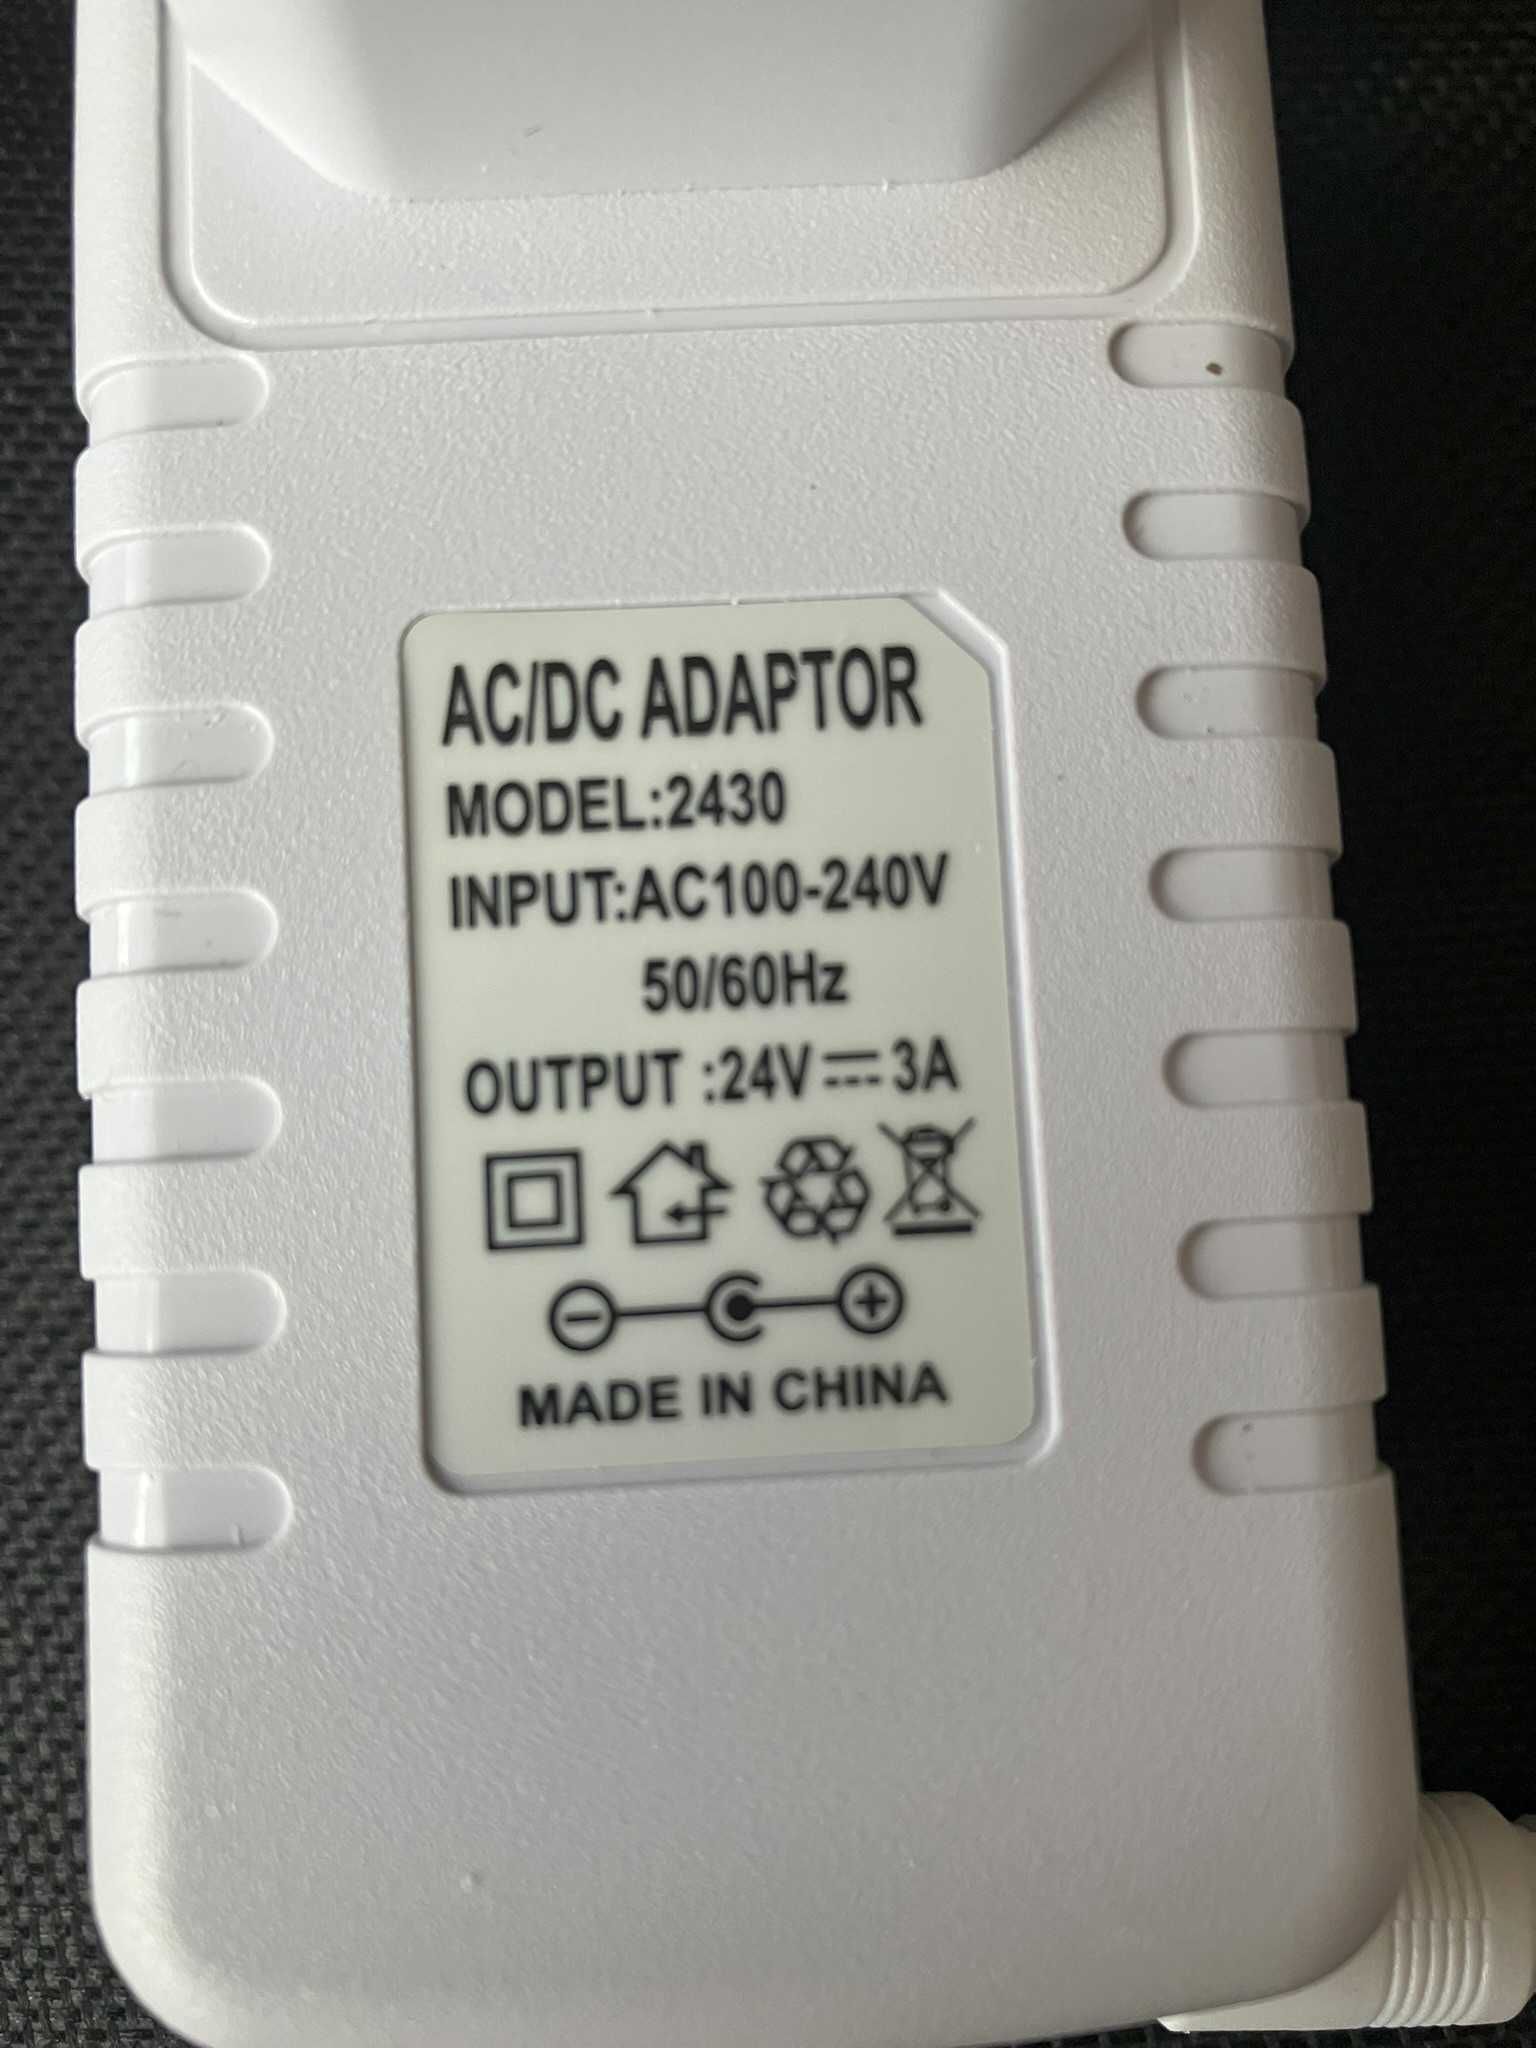 AC/DC ADAPTOR
MODEL:2430
INPUT:AC100-240V
50/60Hz
OUTPUT :24V⎓3A
MADE IN CHINA